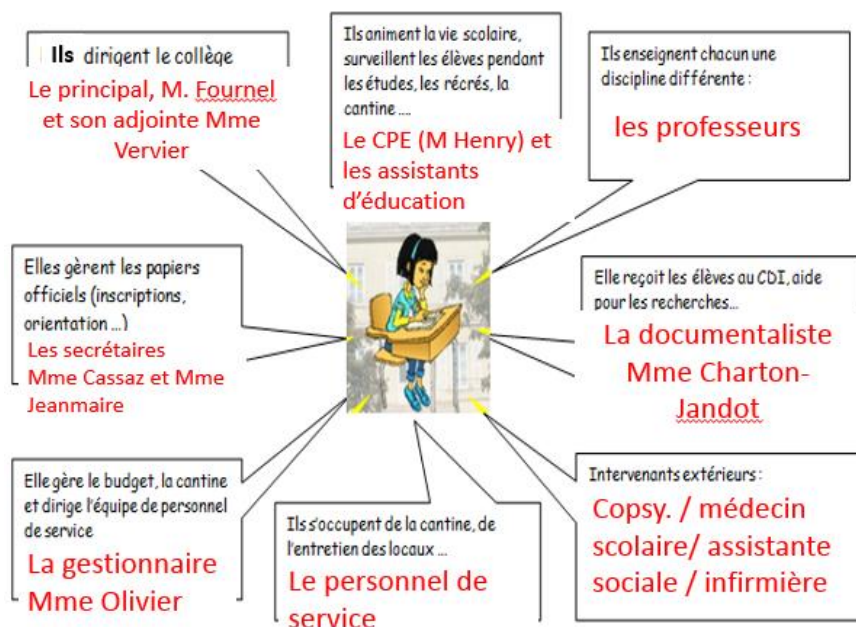 Ils dirigent le collège
Le principal, M. Fournel
et son adjointe Mme
Vervier
Ils animent la vie scolaire,
surveillent les élèves pendant
les études, les récrés, la
cantine ....
Le CPE (M Henry) et
les assistants
d'éducation
Ils enseignent chacun une
discipline différente :
les professeurs
Elles gèrent les papiers
officiels (inscriptions,
orientation ...)
Les secrétaires
Mme Cassaz et Mme
Jeanmaire
Elle reçoit les élèves au CDI, aide
pour les recherches...
La documentaliste
Mme Charton-
Jandot
Elle gère le budget, la cantine
et dirige l'équipe de personnel
de service
La gestionnaire
Mme Olivier
Ils s'occupent de la cantine, de
l'entretien des locaux ...
Le personnel de
service
Intervenants extérieurs :
Copsy. / médecin
scolaire/ assistante
sociale / infirmière